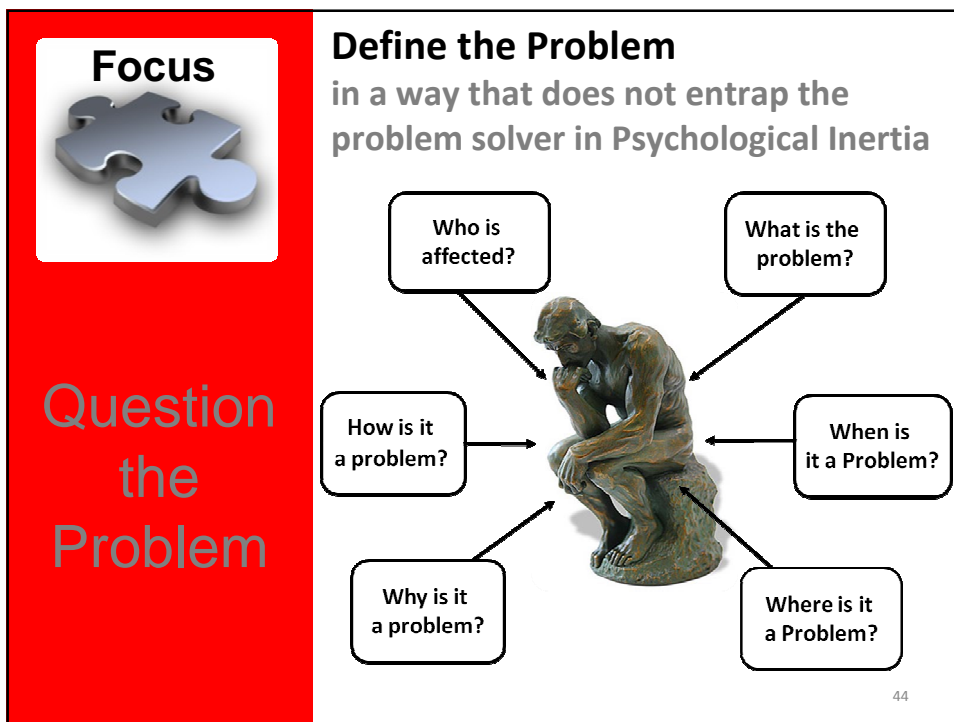 Focus
Question
the
Problem
Define the Problem
in a way that does not entrap the
problem solver in Psychological Inertia
Who is
affected?
What is the
problem?
How is it
a problem?
When is
it a Problem?
Why is it
a problem?
Where is it
a Problem?
44